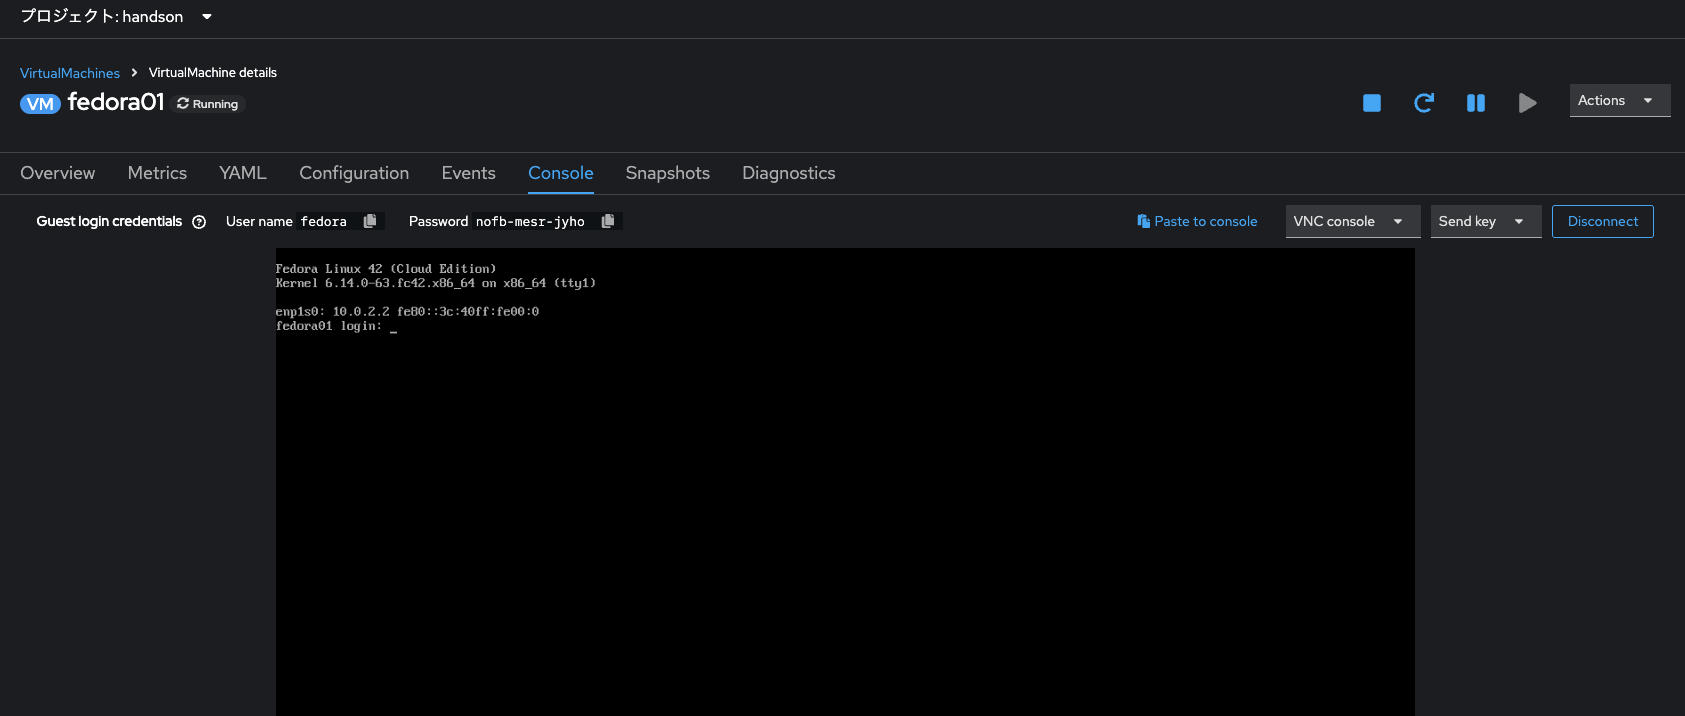 プロジェクト: handson
VirtualMachines > VirtualMachine details
VM fedora01 Running
Actions
Overview Metrics YAML Configuration Events Console Snapshots Diagnostics
Guest login credentials User name fedora Password nofb-mesr-jyho Paste to console VNC console Send key Disconnect
Fedora Linux 42 (Cloud Edition)
Kernel 6.14.0-63.fc42.x86_64 on x86_64 (tty1)
enp1s0: 10.0.2.2 fe80::3c:40ff:fe00:0
fedora01 login: _